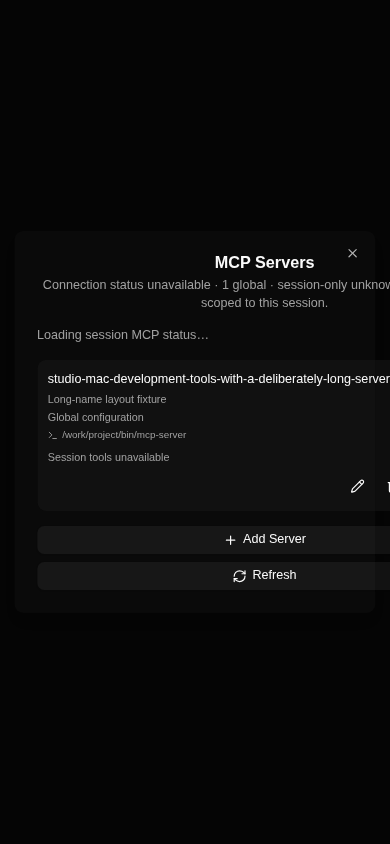 MCP Servers
Connection status unavailable · 1 global · session-only
scoped to this session.
Loading session MCP status…
studio-mac-development-tools-with-a-deliberately-long-server
Long-name layout fixture
Global configuration
/work/project/bin/mcp-server
Session tools unavailable
Add Server
Refresh